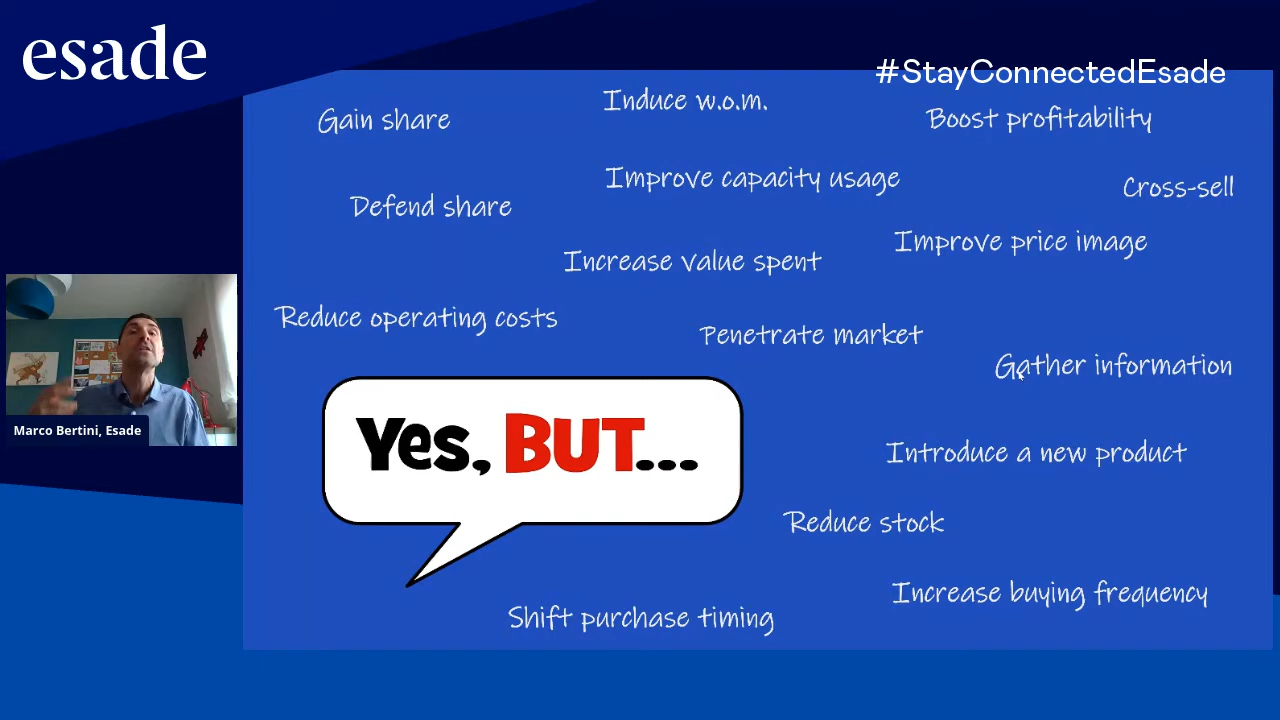 esade
#StayConnectedEsade
Induce w.o.m.
Gain share
Boost profitability
Improve capacity usage
Cross-sell
Defend share
Improve price image
Increase value spent
Reduce operating costs
Penetrate market
Gather information
Marco Bertini, Esade
Yes, BUT...
Introduce a new product
Reduce stock
Increase buying frequency
Shift purchase timing